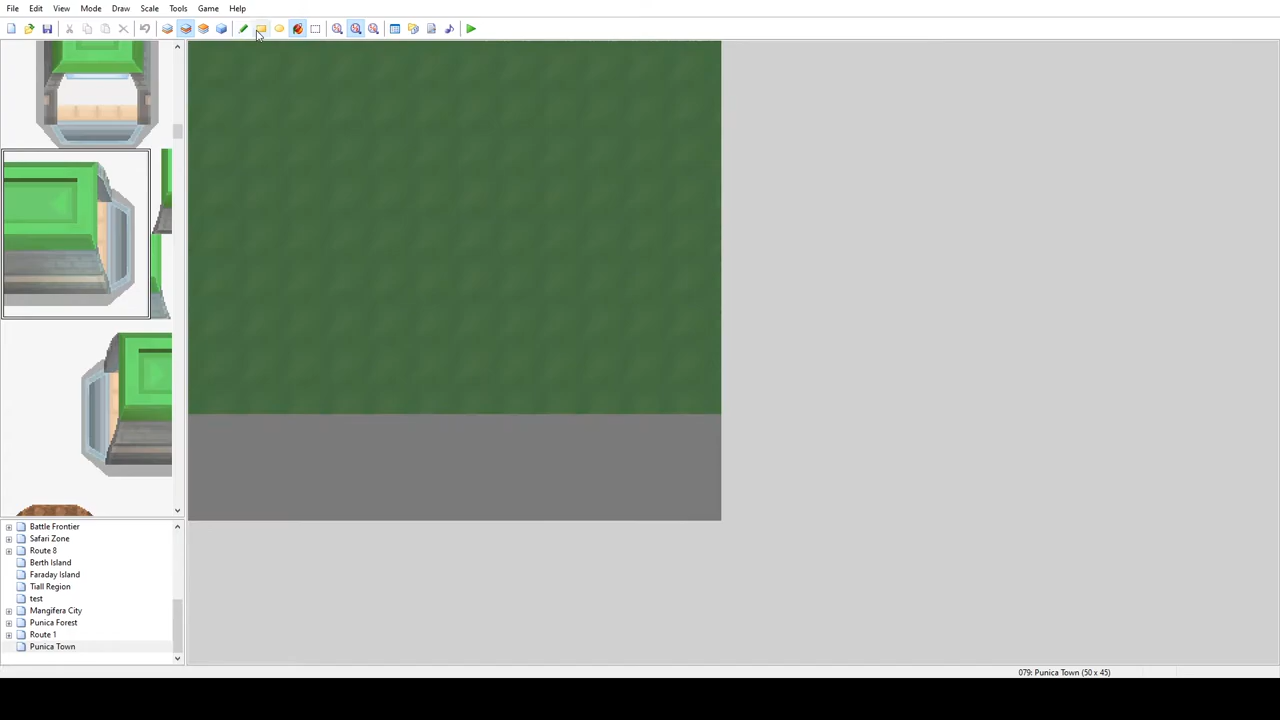 File Edit View Mode Draw Scale Tools Game Help
Battle Frontier
Safari Zone
Route 8
Berth Island
Faraday Island
Tiall Region
test
Mangifera City
Punica Forest
Route 1
Punica Town
079: Punica Town (50 x 45)